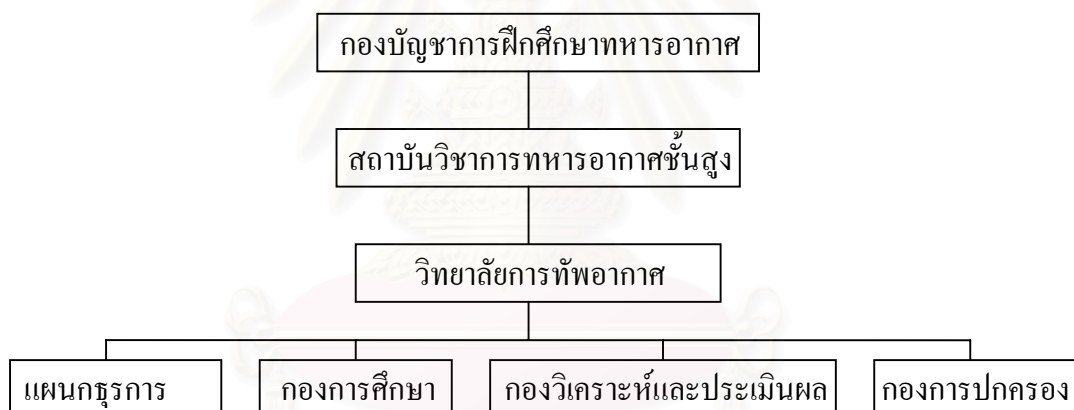 กองบัญชาการฝึกศึกษาทหารอากาศ
สถาบันวิชาการทหารอากาศชั้นสูง
วิทยาลัยการทัพอากาศ
แผนกธุรการ
กองการศึกษา
กองวิเคราะห์และประเมินผล
กองการปกครอง